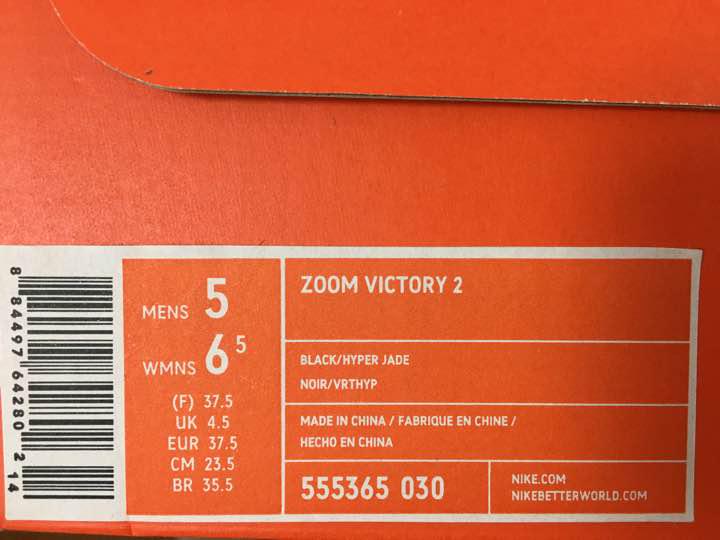 8 84497 64280 2 14
MENS 5
WMNS 6 5
(F) 37.5
UK 4.5
EUR 37.5
CM 23.5
BR 35.5
ZOOM VICTORY 2
BLACK/HYPER JADE
NOIR/VRTHYP
MADE IN CHINA / FABRIQUE EN CHINE /
HECHO EN CHINA
555365 030
NIKE.COM
NIKEBETTERWORLD.COM